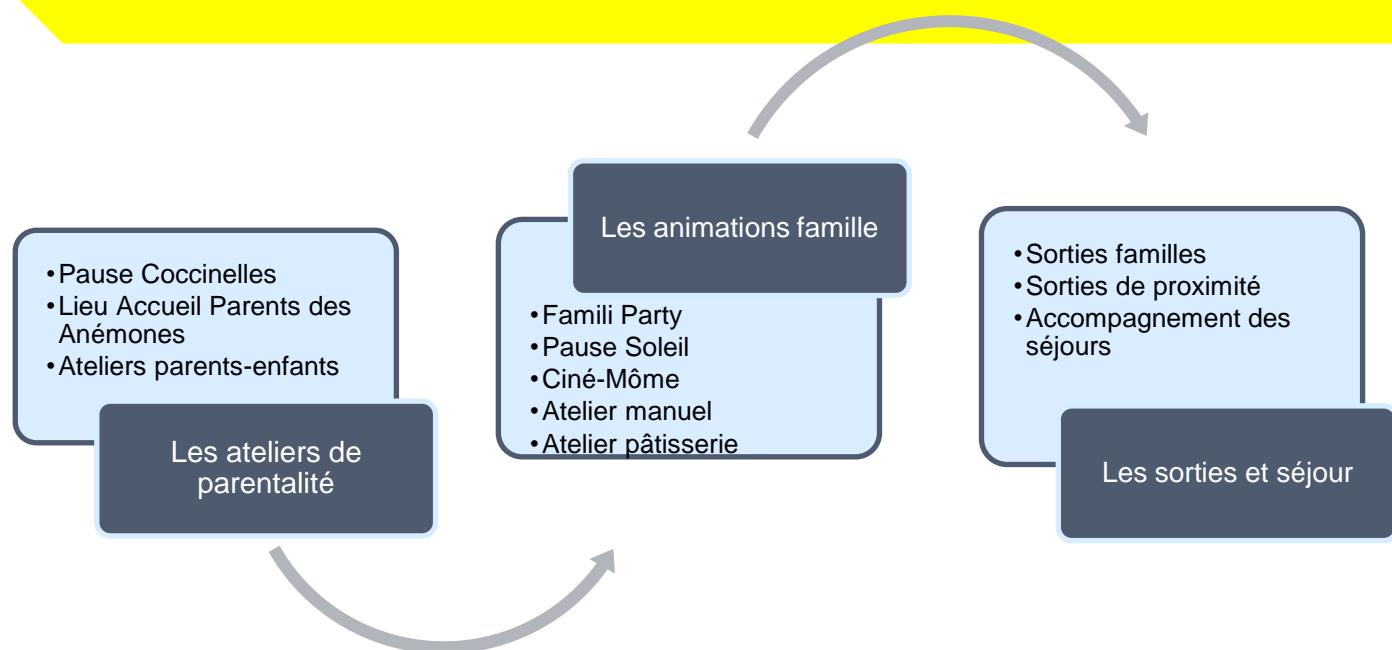 •Pause Coccinelles
•Lieu Accueil Parents des
Anémones
•Ateliers parents-enfants
Les ateliers de
parentalité
Les animations famille
•Famili Party
•Pause Soleil
•Ciné-Môme
•Atelier manuel
•Atelier pâtisserie
•Sorties familles
•Sorties de proximité
•Accompagnement des
séjours
Les sorties et séjour